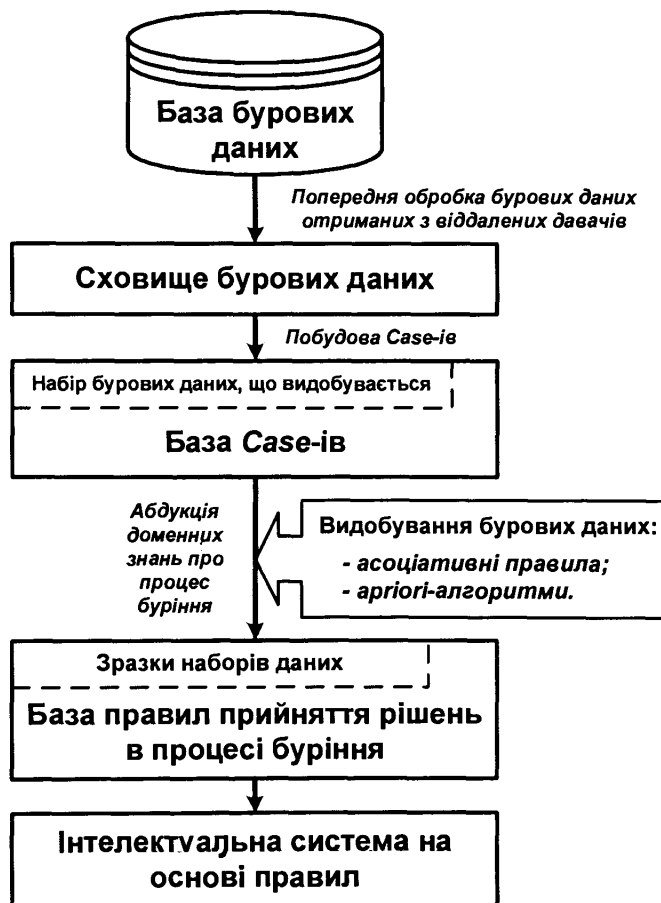 База бурових
даних
Попередня обробка бурових даних
отриманих з віддалених давачів
Сховище бурових даних
Побудова Case-ів
Набір бурових даних, що видобувається
База Case-ів
Абдукція
доменних
знань про
процес
буріння
Видобування бурових даних:
- асоціативні правила;
- apriori-алгоритми.
Зразки наборів даних
База правил прийняття рішень
в процесі буріння
Інтелектуальна система на
основі правил